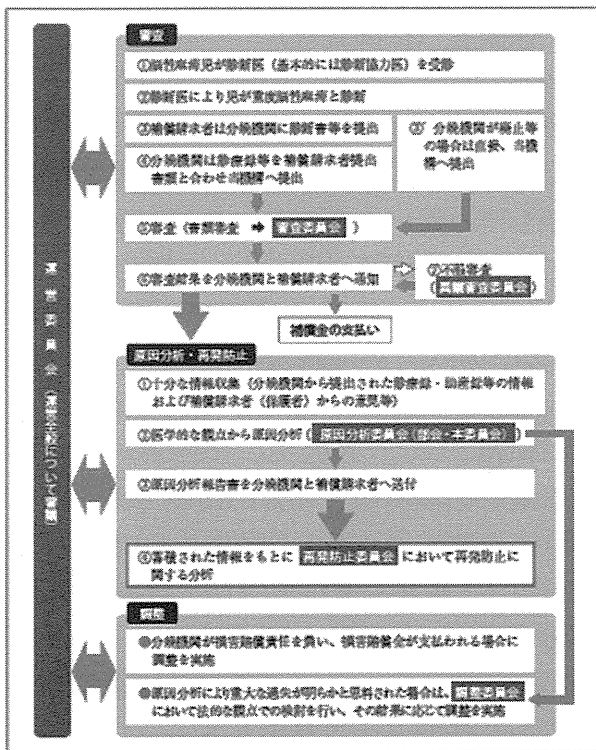 審査
①脳性麻痺児が診断医（基本的には診断協力医）を受診
②診断医により児が重度脳性麻痺と診断
③補償請求者は分娩機関に診断書等を提出
④分娩機関は診療録等を補償請求者提出
書類と合わせ当機構へ提出
③’分娩機関が廃止等
の場合は直接、当機
構へ提出
⑤審査（書類審査 ➡ 審査委員会）
⑥審査結果を分娩機関と補償請求者へ通知
⑦不服審査
（異議審査委員会）
補償金の支払い
運営委員会（運営全般について審議）
原因分析・再発防止
①十分な情報収集（分娩機関から提出された診療録・助産録等の情報
および補償請求者（保護者）からの意見等）
②医学的な観点から原因分析（原因分析委員会（部会・本委員会））
③原因分析報告書を分娩機関と補償請求者へ送付
④蓄積された情報をもとに 再発防止委員会 において再発防止に
関する分析
調整
●分娩機関が損害賠償責任を負い、損害賠償金が支払われる場合に
調整を実施
●原因分析により重大な過失が明らかと思料された場合は、調整委員会
において法的な観点での検討を行い、その結果に応じて調整を実施